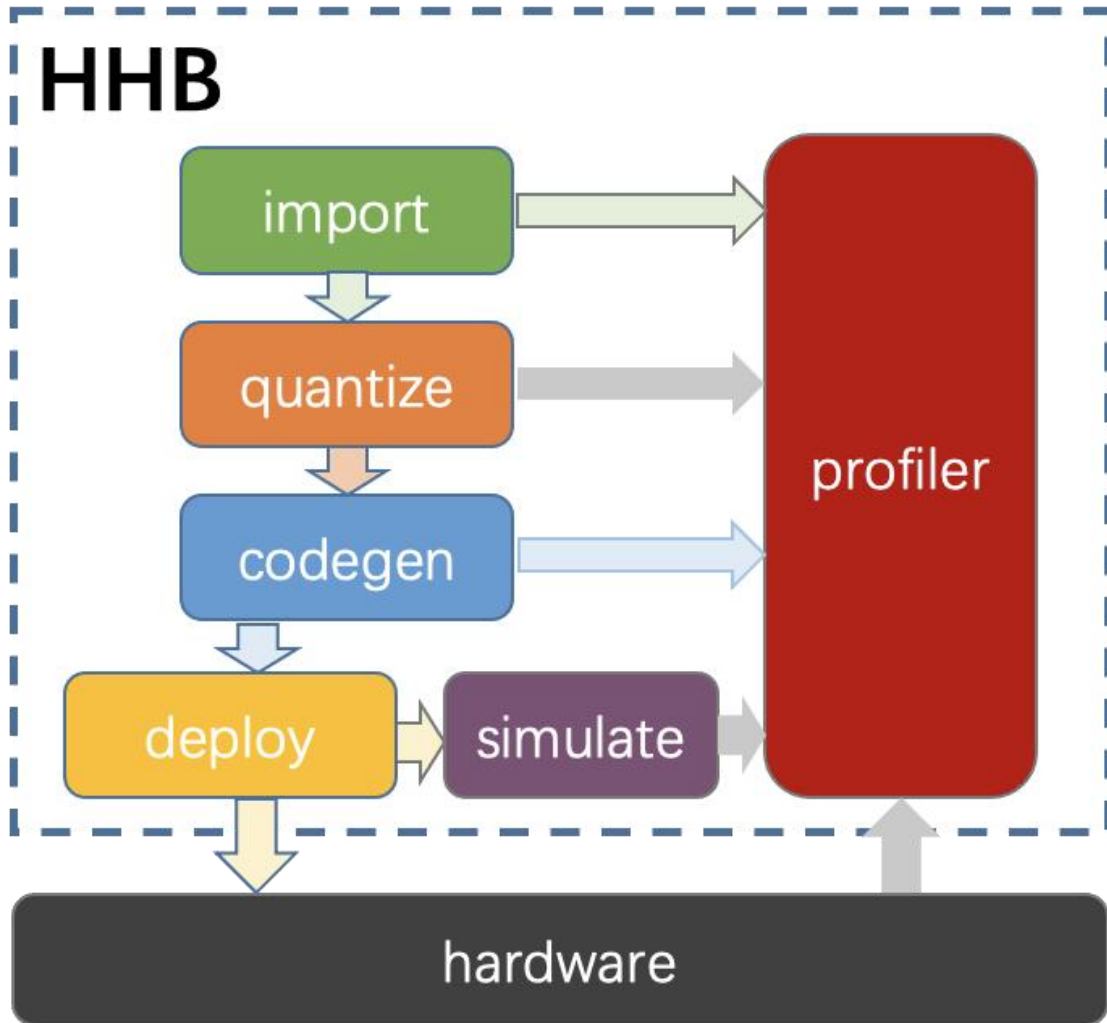 HHB
import
quantize
profiler
codegen
deploy
simulate
hardware